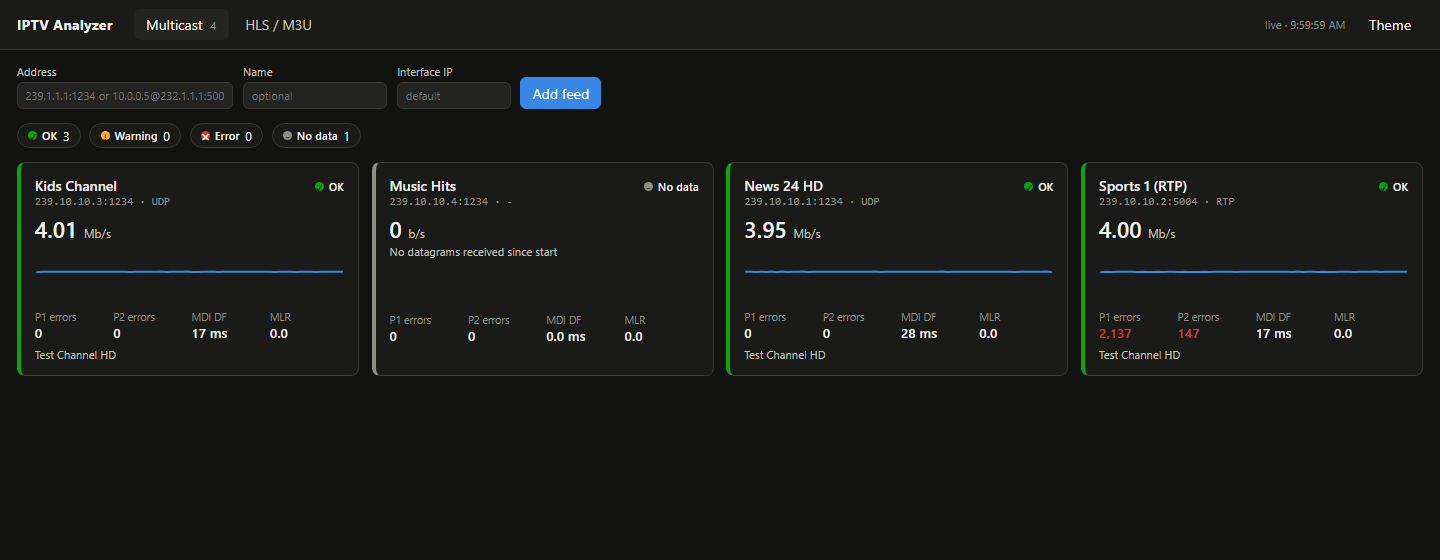 IPTV Analyzer Multicast 4 HLS / M3U live · 9:59:59 AM Theme
Address Name Interface IP
239.1.1.1:1234 or 10.0.0.5@232.1.1.1:500 optional default Add feed
OK 3 Warning 0 Error 0 No data 1
Kids Channel OK
239.10.10.3:1234 · UDP
4.01 Mb/s
P1 errors P2 errors MDI DF MLR
0 0 17 ms 0.0
Test Channel HD
Music Hits No data
239.10.10.4:1234 · -
0 b/s
No datagrams received since start
P1 errors P2 errors MDI DF MLR
0 0 0.0 ms 0.0
News 24 HD OK
239.10.10.1:1234 · UDP
3.95 Mb/s
P1 errors P2 errors MDI DF MLR
0 0 28 ms 0.0
Test Channel HD
Sports 1 (RTP) OK
239.10.10.2:5004 · RTP
4.00 Mb/s
P1 errors P2 errors MDI DF MLR
2,137 147 17 ms 0.0
Test Channel HD